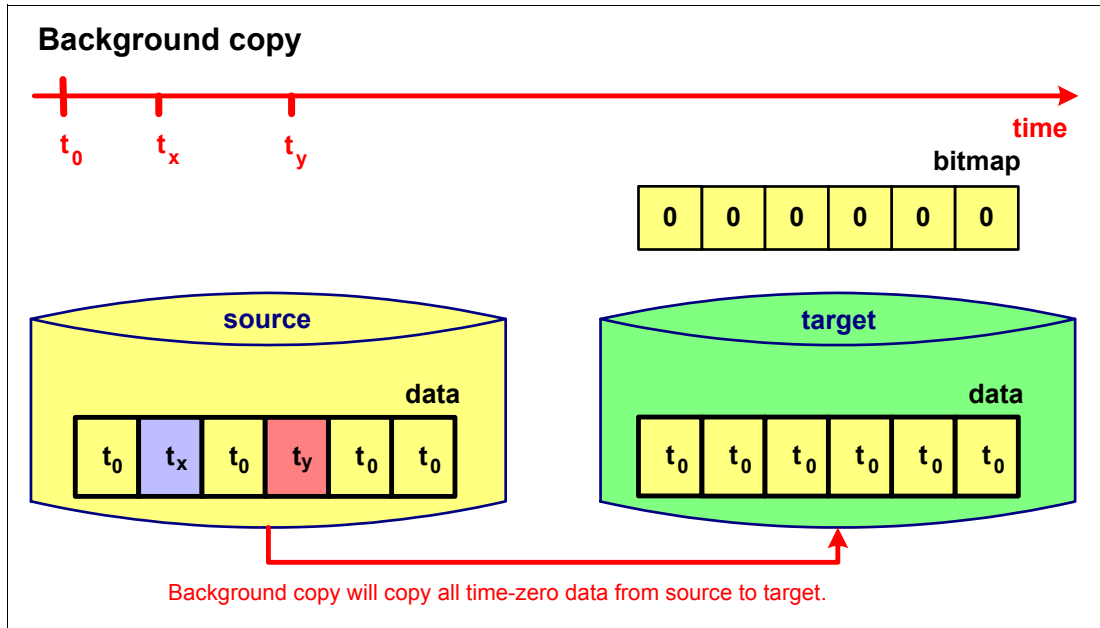 Background copy
t0 tx ty
time
bitmap
0 0 0 0 0 0
source
target
data
data
t0 tx t0 ty t0 t0
t0 t0 t0 t0 t0 t0
Background copy will copy all time-zero data from source to target.